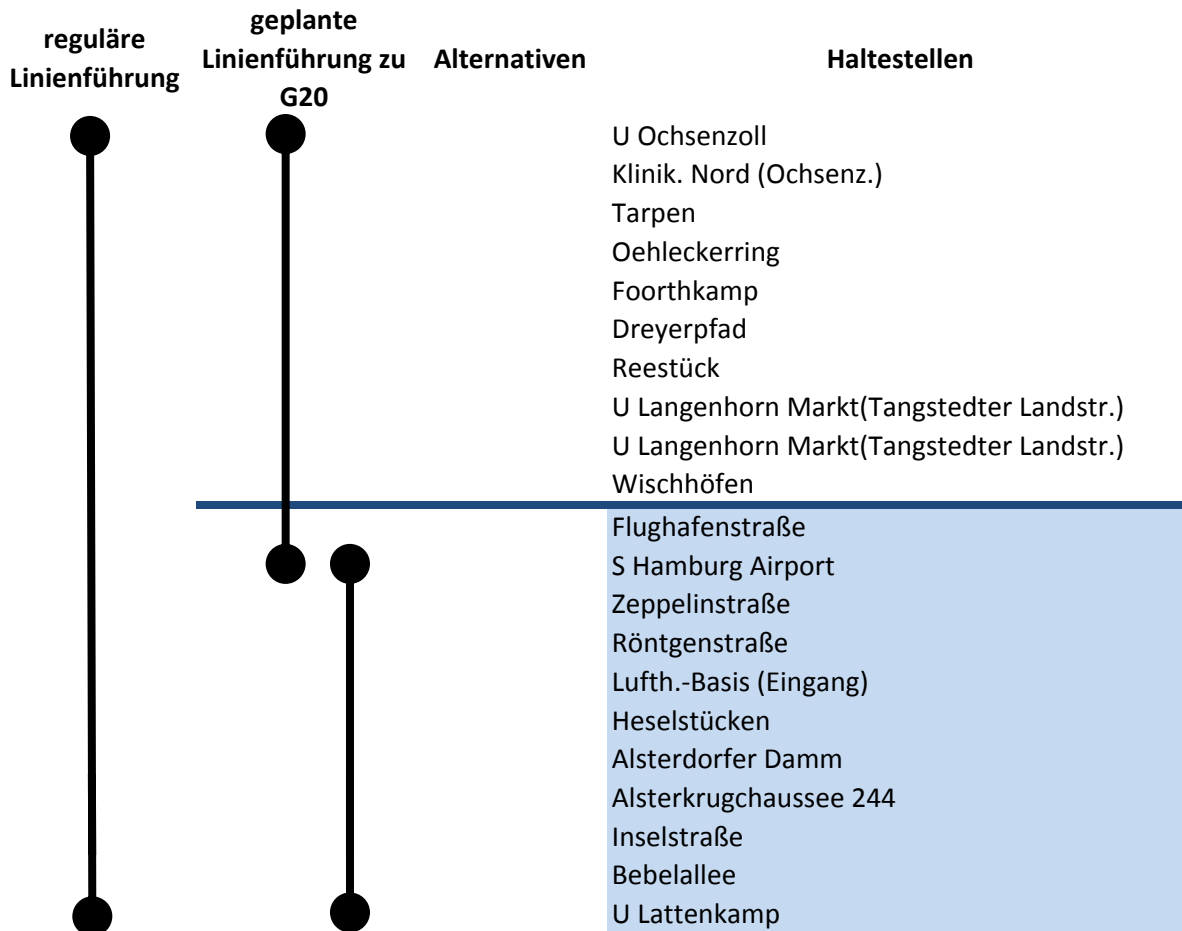 reguläre
Linienführung
geplante
Linienführung zu
G20
Alternativen
Haltestellen
U Ochsenzoll
Klinik. Nord (Ochsenz.)
Tarpen
Oehleckerring
Foorthkamp
Dreyerpfad
Reestück
U Langenhorn Markt(Tangstedter Landstr.)
U Langenhorn Markt(Tangstedter Landstr.)
Wischhöfen
Flughafenstraße
S Hamburg Airport
Zeppelinstraße
Röntgenstraße
Lufth.-Basis (Eingang)
Heselstücken
Alsterdorfer Damm
Alsterkrugchaussee 244
Inselstraße
Bebelallee
U Lattenkamp